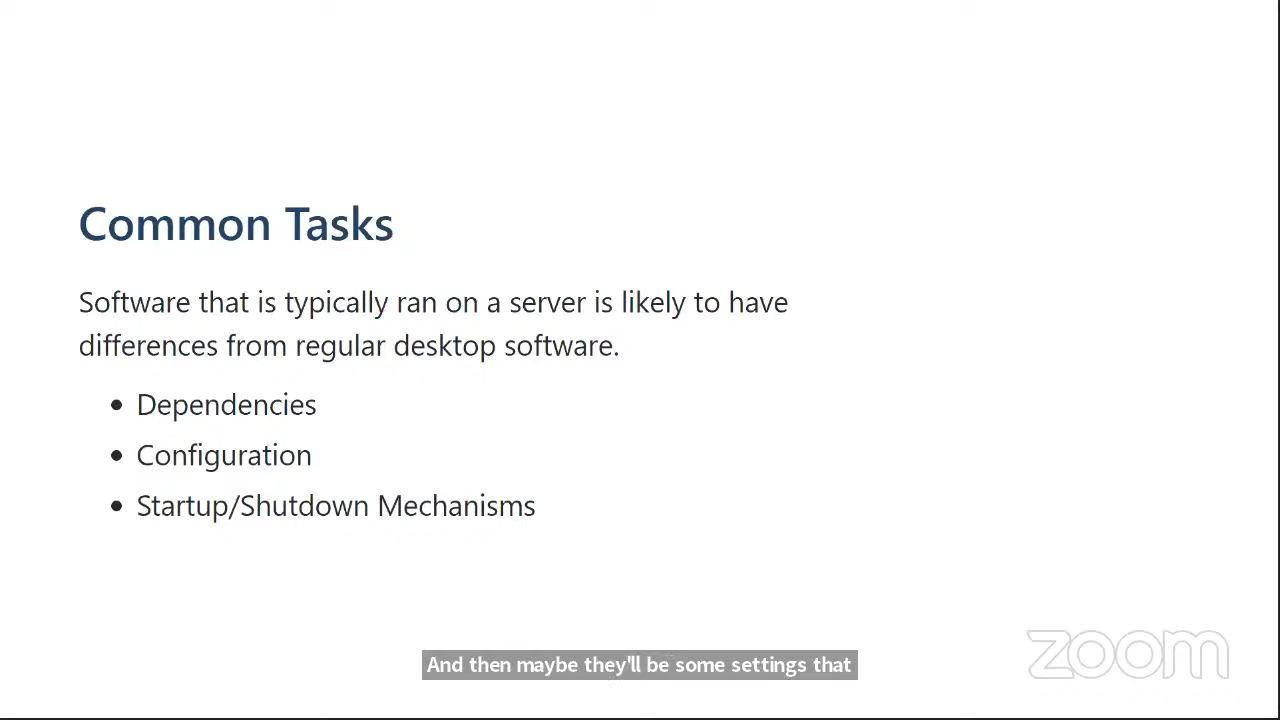 Common Tasks
Software that is typically ran on a server is likely to have
differences from regular desktop software.
• Dependencies
• Configuration
• Startup/Shutdown Mechanisms
And then maybe they'll be some settings that
zoom